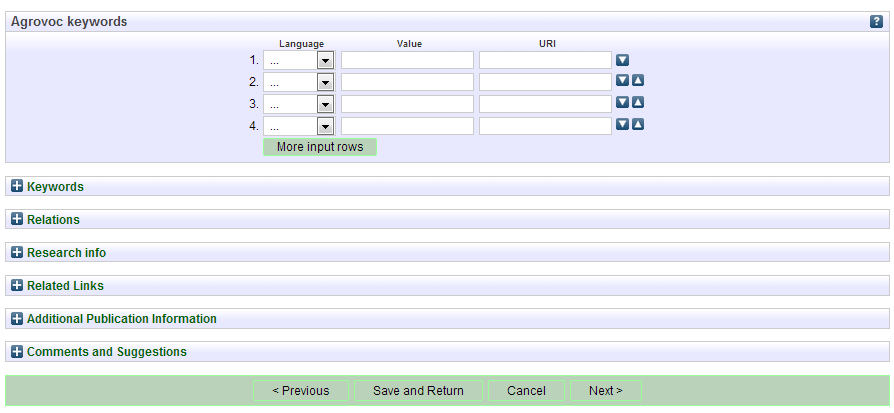 Agrovoc keywords ?
Language Value URI
1. ...
2. ...
3. ...
4. ...
More input rows
Keywords
Relations
Research info
Related Links
Additional Publication Information
Comments and Suggestions
< Previous Save and Return Cancel Next >